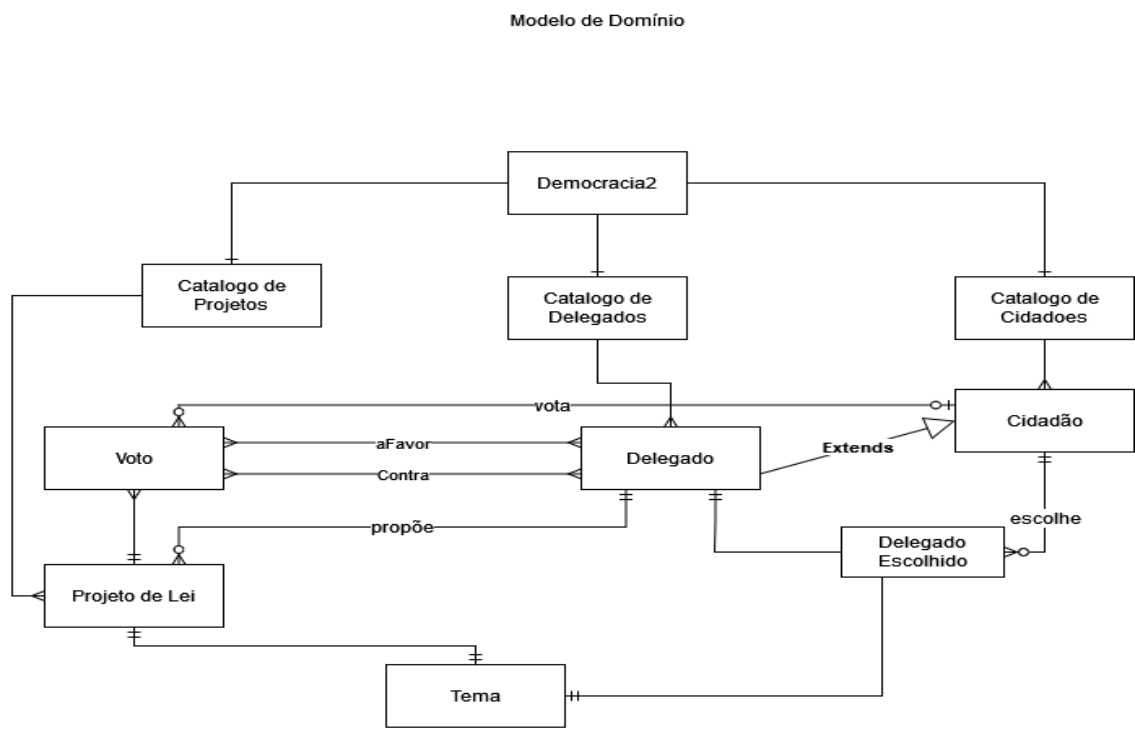 Modelo de Domínio
Democracia2
Catalogo de
Projetos
Catalogo de
Delegados
Catalogo de
Cidadoes
vota
Cidadão
Voto
aFavor
Contra
Delegado
Extends
propõe
escolhe
Delegado
Escolhido
Projeto de Lei
Tema